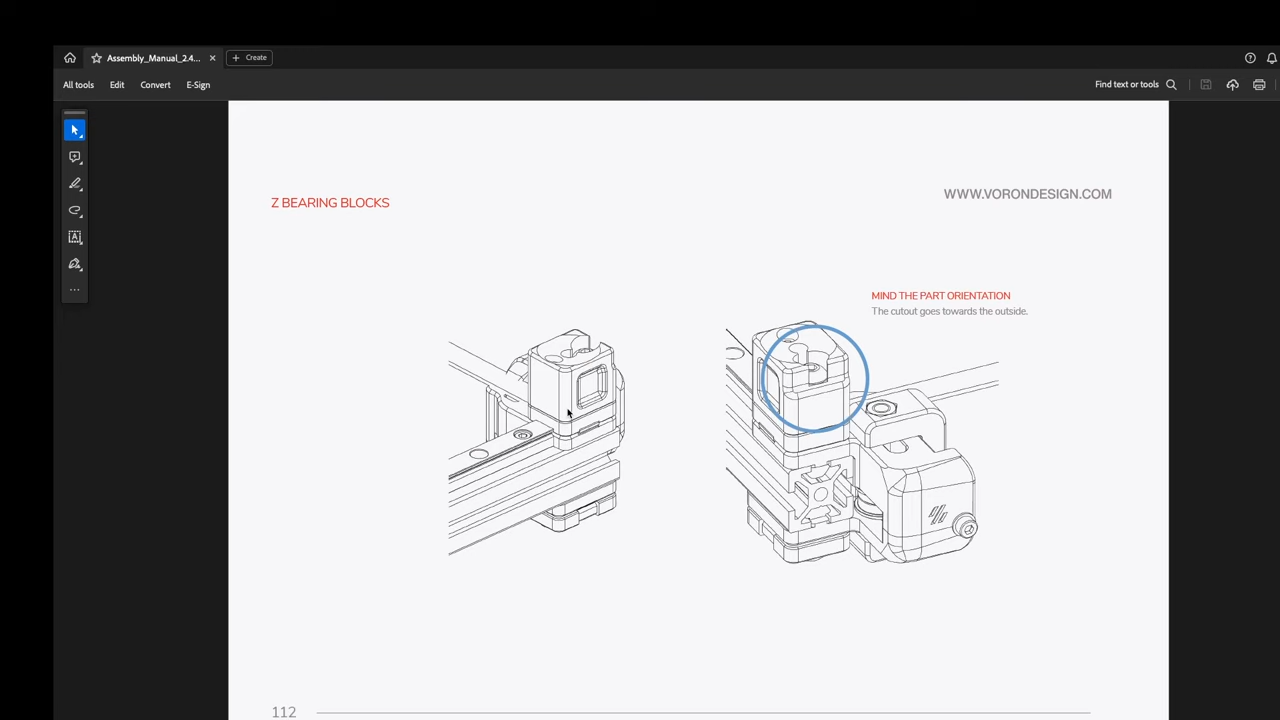 Assembly_Manual_2.4...
Create
All tools
Edit
Convert
E-Sign
Find text or tools
Z BEARING BLOCKS
WWW.VORONDESIGN.COM
MIND THE PART ORIENTATION
The cutout goes towards the outside.
112